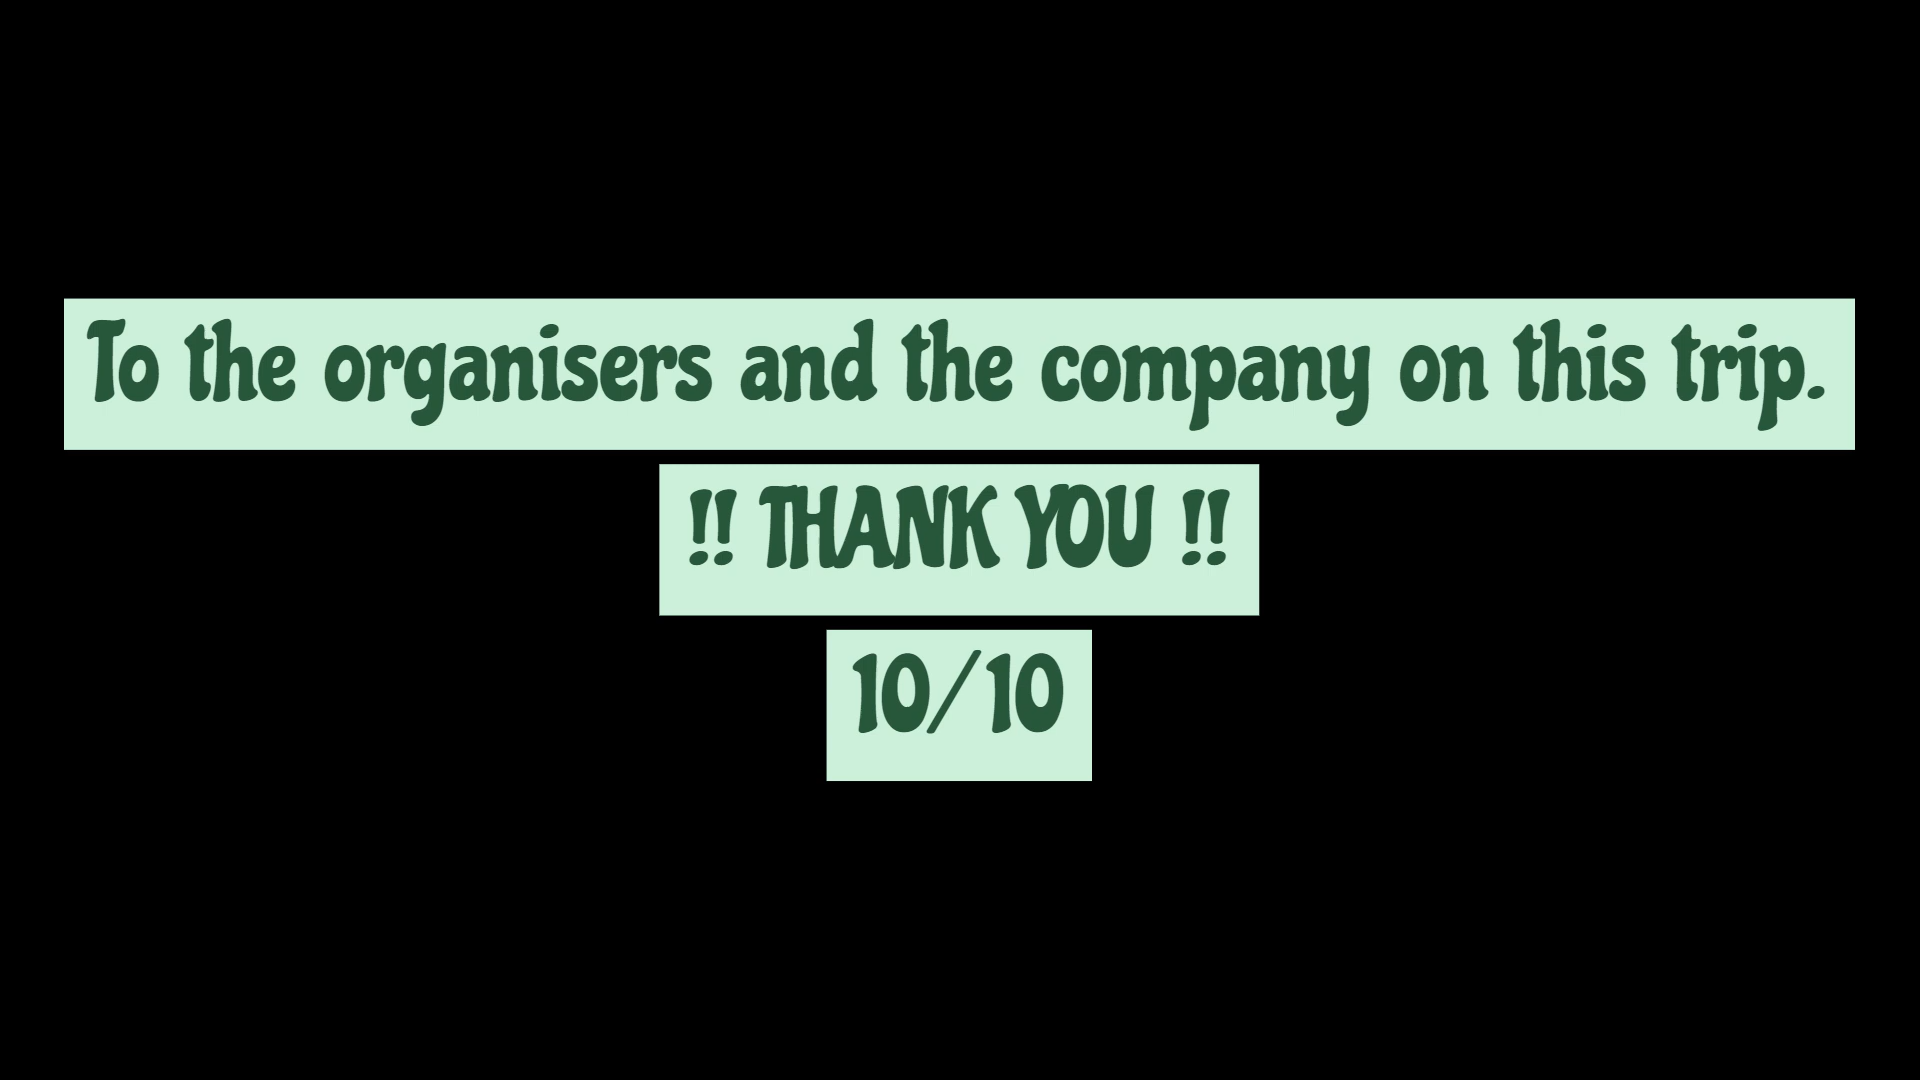 To the organisers and the company on this trip.
!! THANK YOU !!
10/10